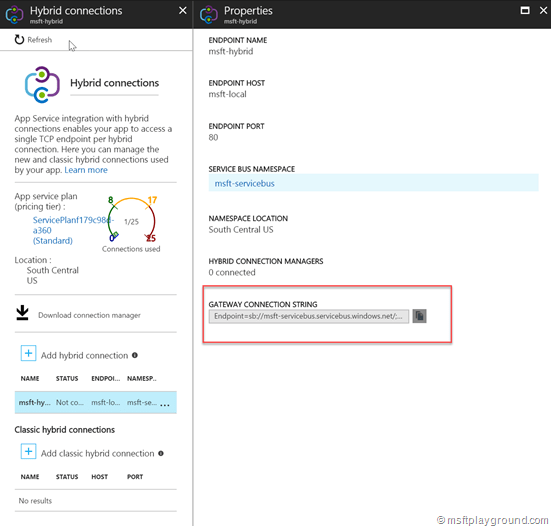 Hybrid connections
msft-hybrid
Refresh
Hybrid connections
App Service integration with hybrid
connections enables your app to access a
single TCP endpoint per hybrid
connection. Here you can manage the
new and classic hybrid connections used
by your app. Learn more
App service plan
(pricing tier) :
ServicePlanf179c98d-
a360
(Standard)
Location :
South Central
US
8
17
1/25
0
25
Connections used
Download connection manager
Add hybrid connection
NAME STATUS ENDPOI... NAMESP...
msft-hy... Not co... msft-lo... msft-se... ...
Classic hybrid connections
Add classic hybrid connection
NAME STATUS HOST PORT
No results
Properties
msft-hybrid
ENDPOINT NAME
msft-hybrid
ENDPOINT HOST
msft-local
ENDPOINT PORT
80
SERVICE BUS NAMESPACE
msft-servicebus
NAMESPACE LOCATION
South Central US
HYBRID CONNECTION MANAGERS
0 connected
GATEWAY CONNECTION STRING
Endpoint=sb://msft-servicebus.servicebus.windows.net/;...
© msftplayground.com